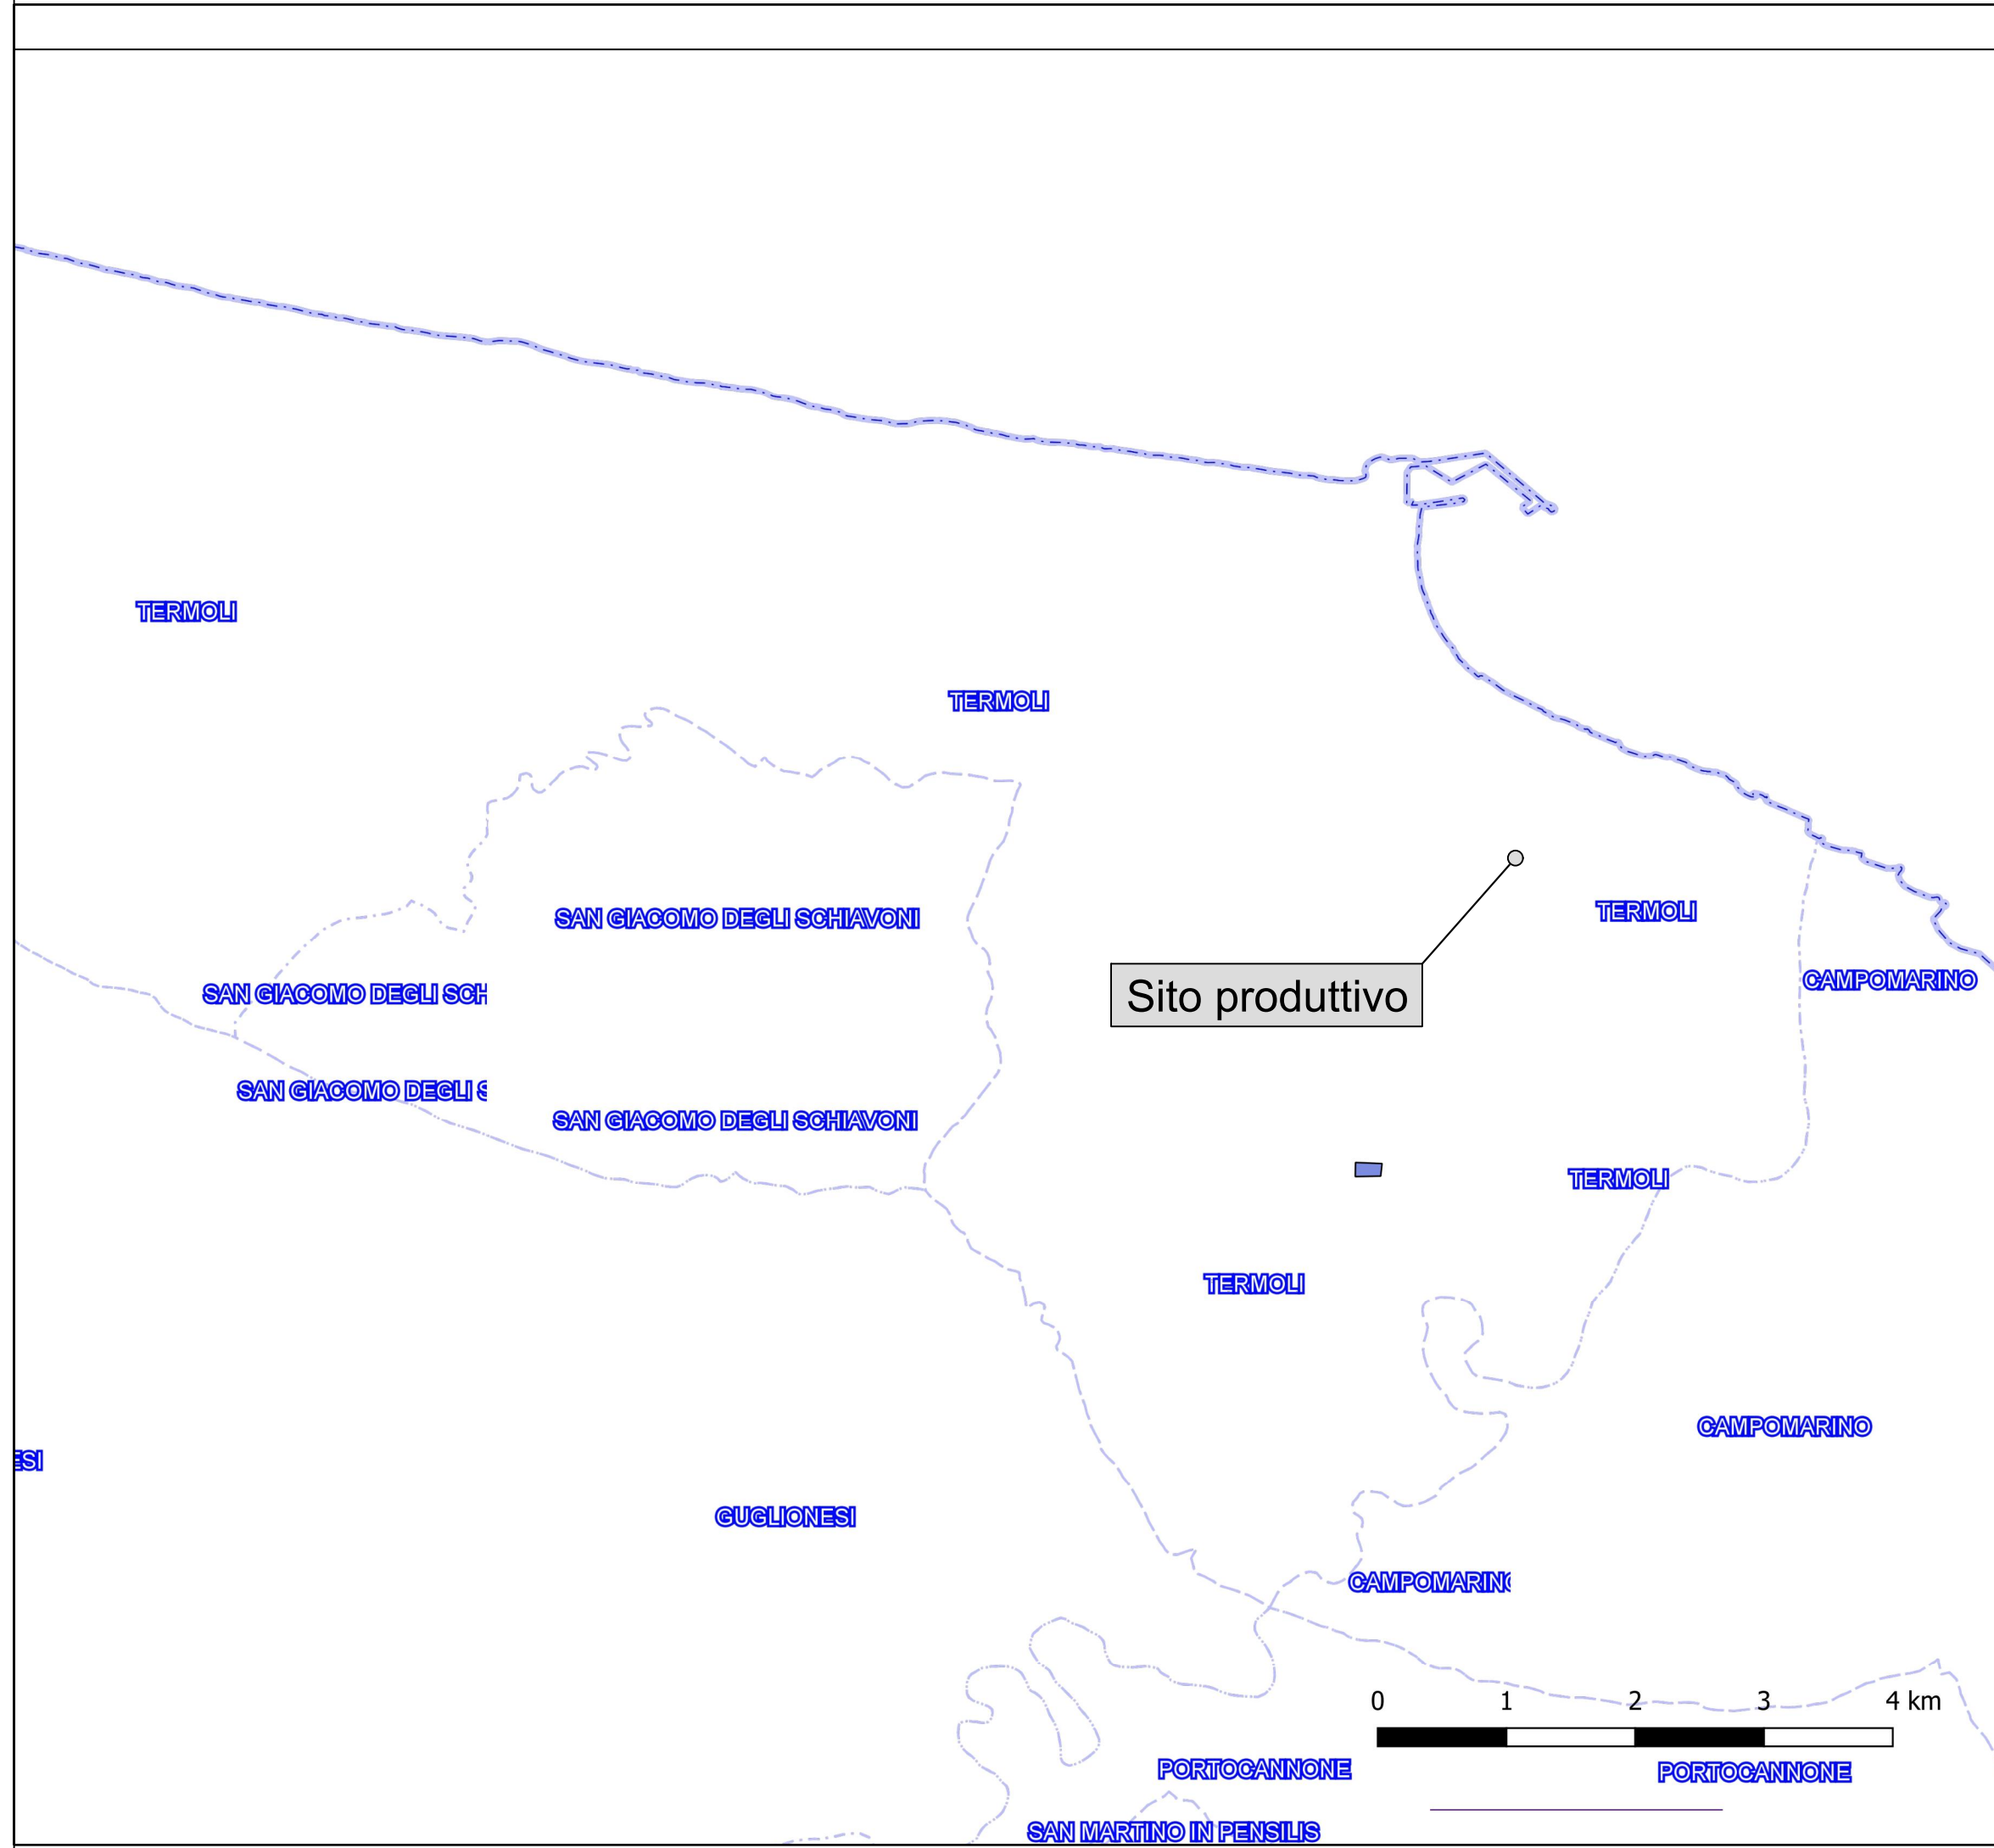 TERMOLI
TERMOLI
SAN GIACOMO DEGLI SCHIAVONI
TERMOLI
SAN GIACOMO DEGLI SCH
Sito produttivo
CAMPOMARINO
SAN GIACOMO DEGLI S
SAN GIACOMO DEGLI SCHIAVONI
TERMOLI
TERMOLI
CAMPOMARINO
ESI
GUGLIONESI
CAMPOMARINO
0 1 2 3 4 km
PORTOCANNONE
PORTOCANNONE
SAN MARTINO IN PENSILIS